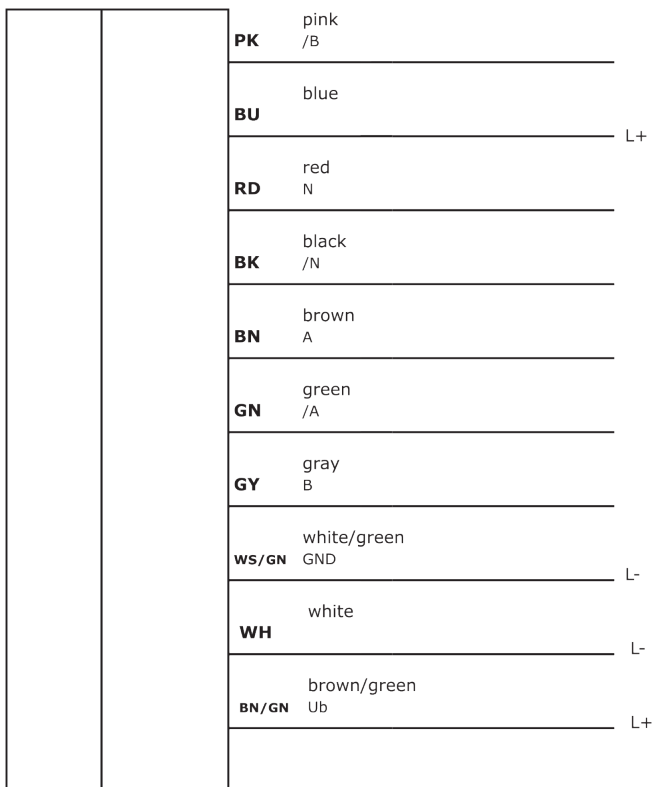 pink
PK /B
blue
BU
L+
red
RD N
black
BK /N
brown
BN A
green
GN /A
gray
GY B
white/green
WS/GN GND
L-
white
WH
L-
brown/green
BN/GN Ub
L+